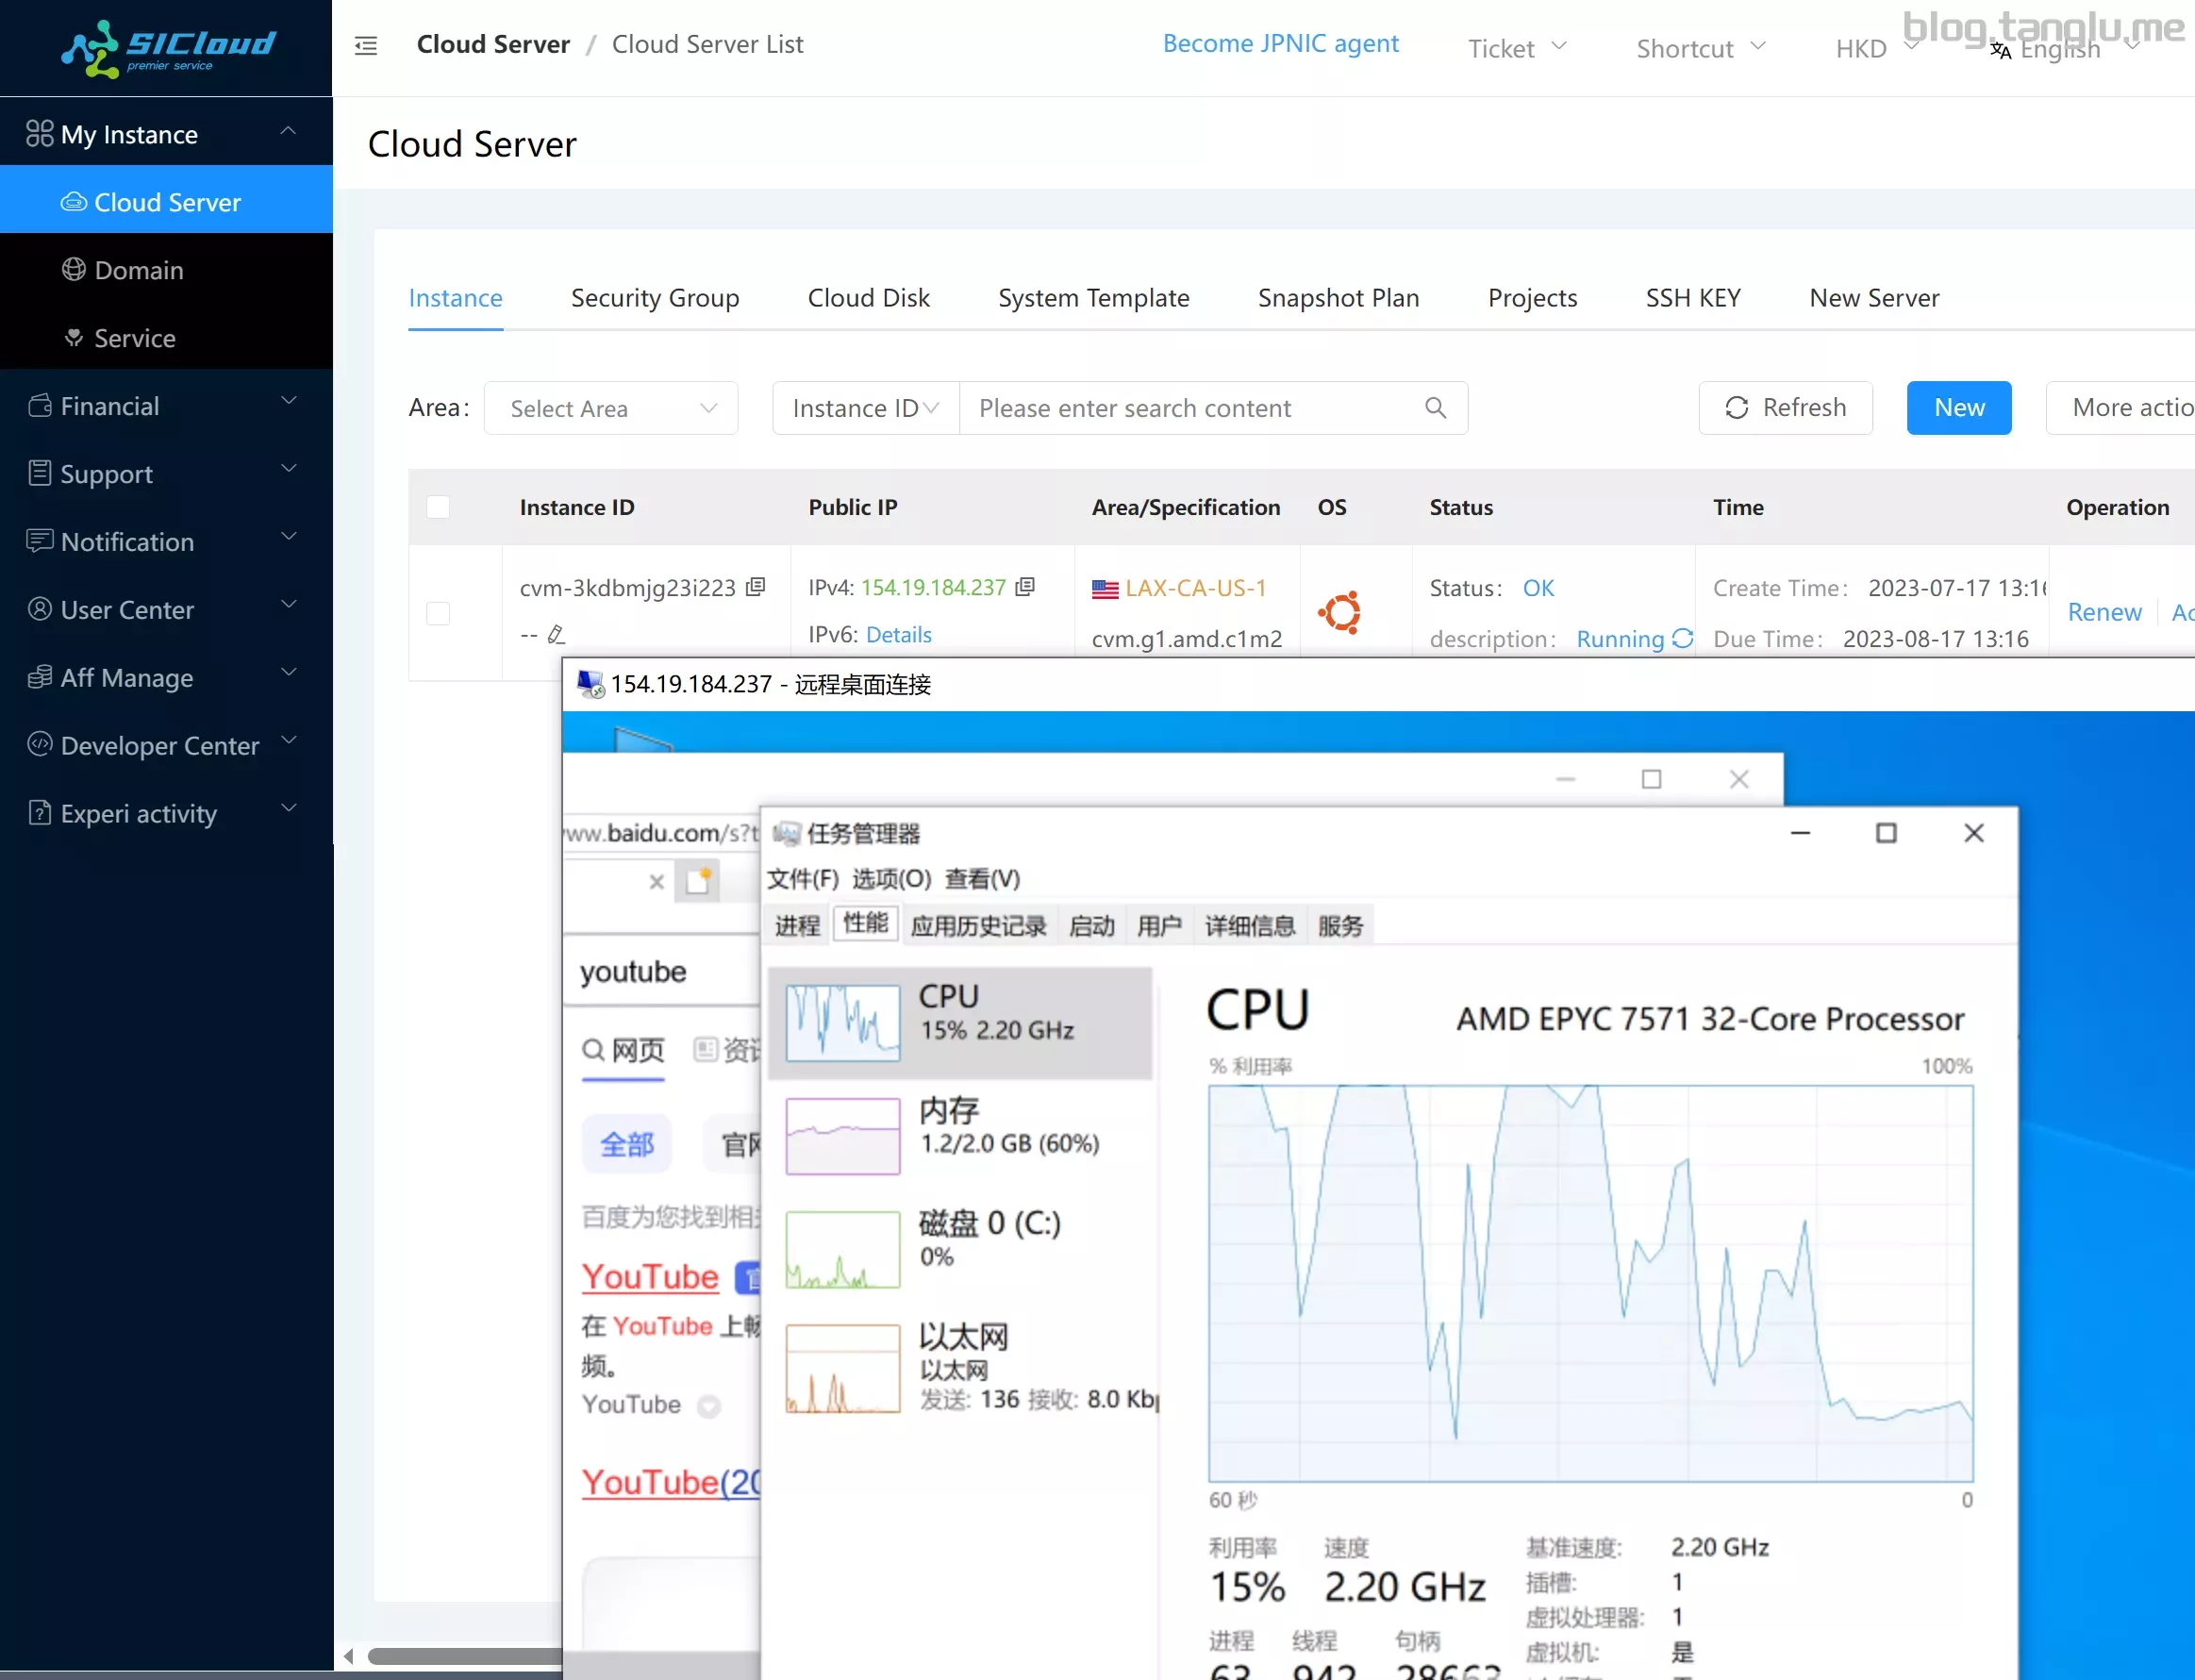 SICloud
premier service
Cloud Server / Cloud Server List
Become JPNIC agent
Ticket
Shortcut
HKD
English
blog.tanglu.me
My Instance
Cloud Server
Domain
Service
Financial
Support
Notification
User Center
Aff Manage
Developer Center
Experi activity
Cloud Server
Instance Security Group Cloud Disk System Template Snapshot Plan Projects SSH KEY New Server
Area: Select Area Instance ID Please enter search content Refresh New More actio
Instance ID Public IP Area/Specification OS Status Time Operation
cvm-3kdbmjg23i223 IPv4: 154.19.184.237 LAX-CA-US-1 Status: OK Create Time: 2023-07-17 13:16
Renew Ac
-- IPv6: Details cvm.g1.amd.c1m2 description: Running Due Time: 2023-08-17 13:16
154.19.184.237 - 远程桌面连接
ww.baidu.com/s?t
youtube
网页 资讯
全部 官网
百度为您找到相关
YouTube 官
在 YouTube 上畅
频。
YouTube
YouTube(20
任务管理器
文件(F) 选项(O) 查看(V)
进程 性能 应用历史记录 启动 用户 详细信息 服务
CPU
15% 2.20 GHz
内存
1.2/2.0 GB (60%)
磁盘 0 (C:)
0%
以太网
以太网
发送: 136 接收: 8.0 Kbp
CPU AMD EPYC 7571 32-Core Processor
% 利用率 100%
60 秒 0
利用率 速度
15% 2.20 GHz
进程 线程 句柄
63 942 28663
基准速度: 2.20 GHz
插槽: 1
虚拟处理器: 1
虚拟机: 是